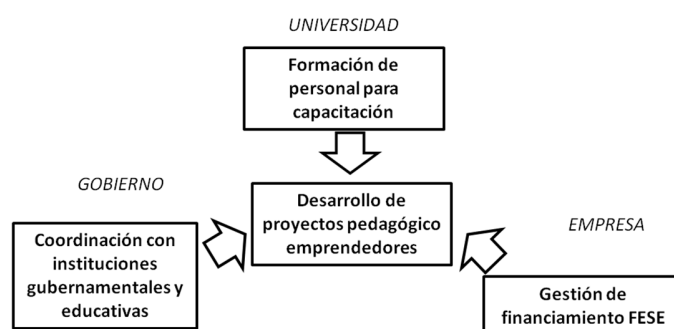 UNIVERSIDAD
Formación de
personal para
capacitación
GOBIERNO
Desarrollo de
proyectos pedagógico
emprendedores
EMPRESA
Coordinación con
instituciones
gubernamentales y
educativas
Gestión de
financiamiento FESE